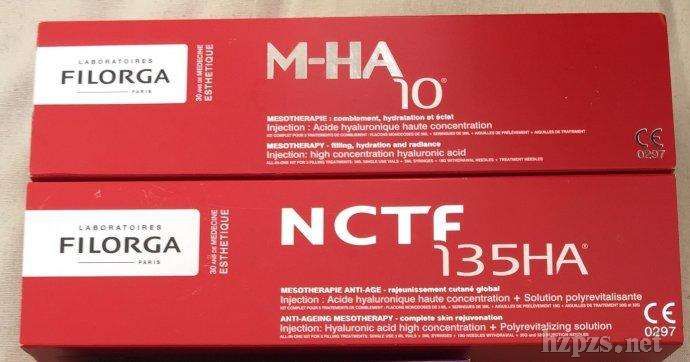 LABORATOIRES
FILORGA
PARIS
30 ANS DE MÉDECINE
ESTHÉTIQUE
M-HA
10®
MESOTHERAPIE : comblement, hydratation et éclat
Injection : Acide hyaluronique haute concentration
MESOTHERAPY - filling, hydration and radiance
Injection: high concentration hyaluronic acid
CE
0297
LABORATOIRES
FILORGA
PARIS
30 ANS DE MÉDECINE
ESTHÉTIQUE
NCTF
135HA®
MESOTHERAPIE ANTI-AGE - rajeunissement cutané global
Injection : Acide hyaluronique haute concentration + Solution polyrevitalisante
ANTI-AGEING MESOTHERAPY - complete skin rejuvenation
Injection: Hyaluronic acid high concentration + Polyrevitalizing solution
CE
0297
hzpzs.net